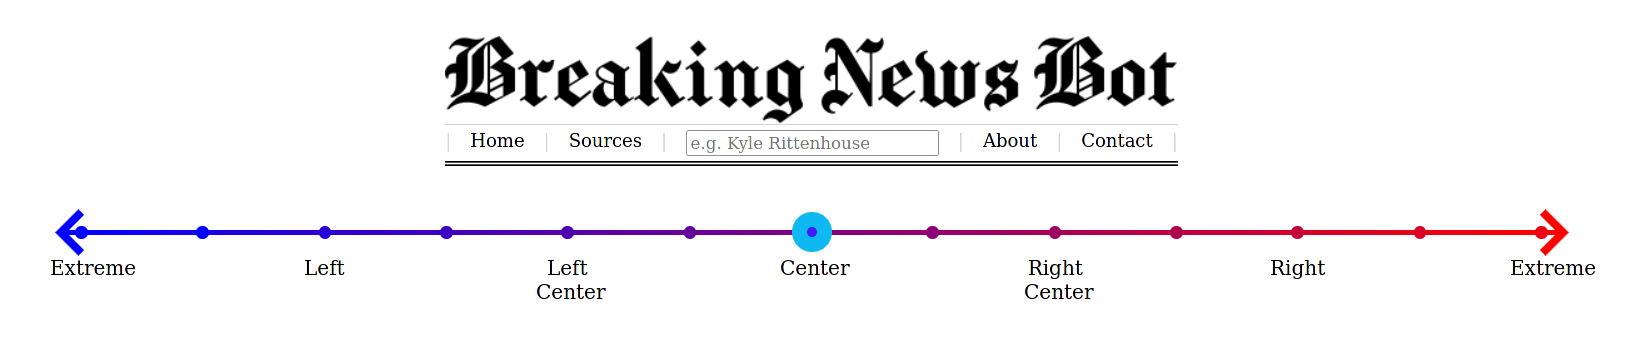 Breaking News Bot
Home Sources e.g. Kyle Rittenhouse About Contact
Extreme Left Left Center Center Right Center Right Extreme